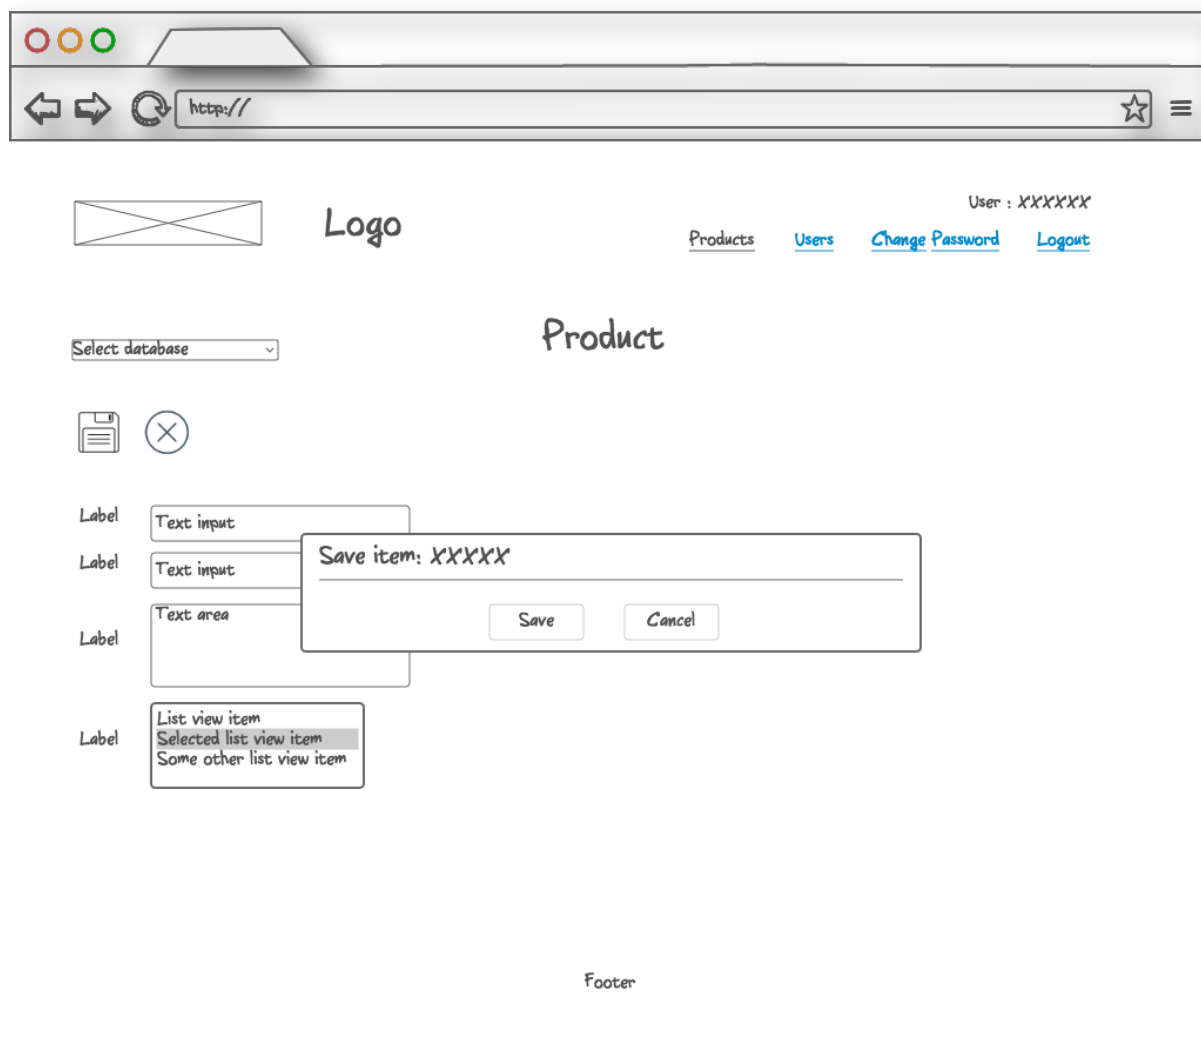 http://
User : XXXXXX
Logo
Products Users Change Password Logout
Product
Select database
Label Text input
Label Text input
Save item: XXXXX
Save Cancel
Label Text area
Label
List view item
Selected list view item
Some other list view item
Footer